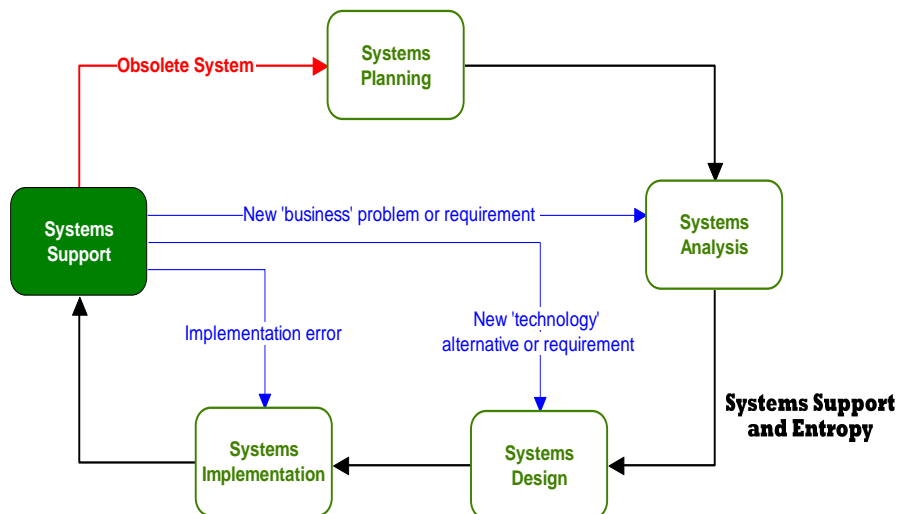 Systems
Planning
Obsolete System
Systems
Support
New 'business' problem or requirement
Systems
Analysis
Implementation error
New 'technology'
alternative or requirement
Systems Support
and Entropy
Systems
Implementation
Systems
Design